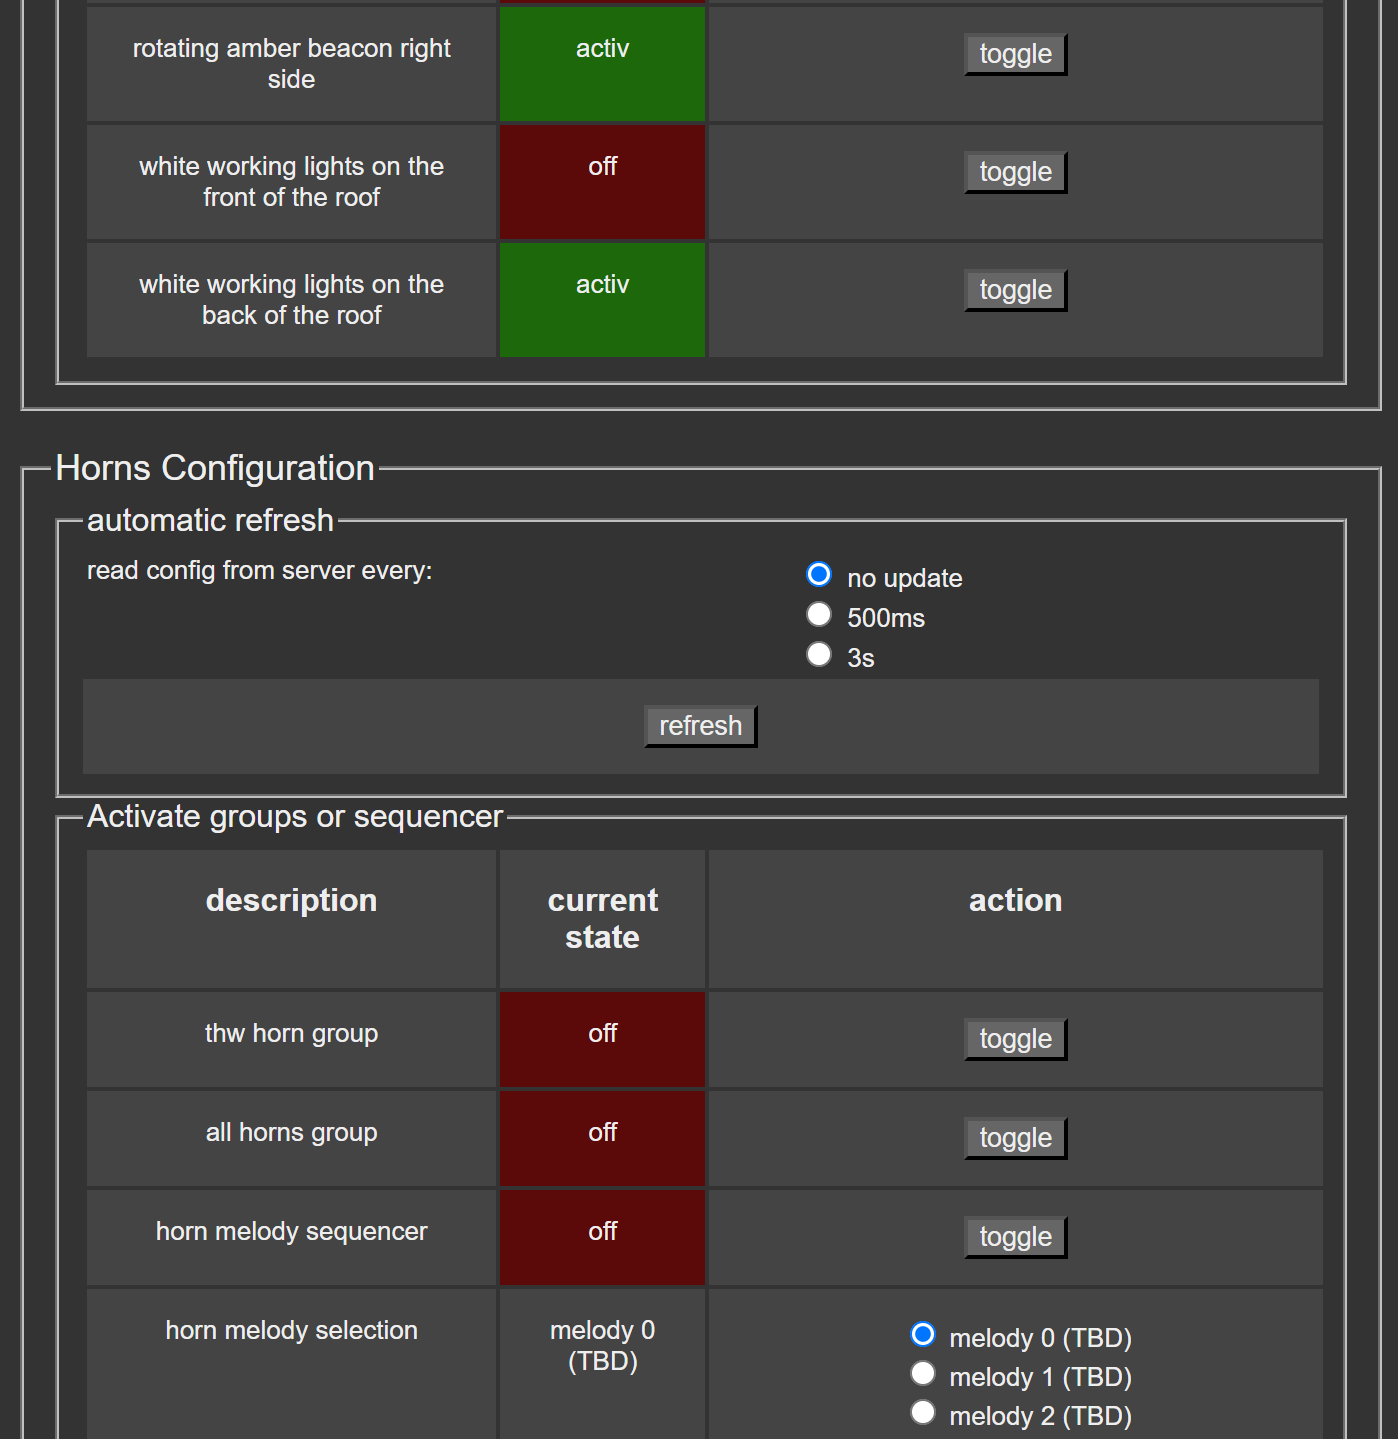 rotating amber beacon right
side
activ
toggle
white working lights on the
front of the roof
off
toggle
white working lights on the
back of the roof
activ
toggle
Horns Configuration
automatic refresh
read config from server every:
no update
500ms
3s
refresh
Activate groups or sequencer
description
current
state
action
thw horn group
off
toggle
all horns group
off
toggle
horn melody sequencer
off
toggle
horn melody selection
melody 0
(TBD)
melody 0 (TBD)
melody 1 (TBD)
melody 2 (TBD)